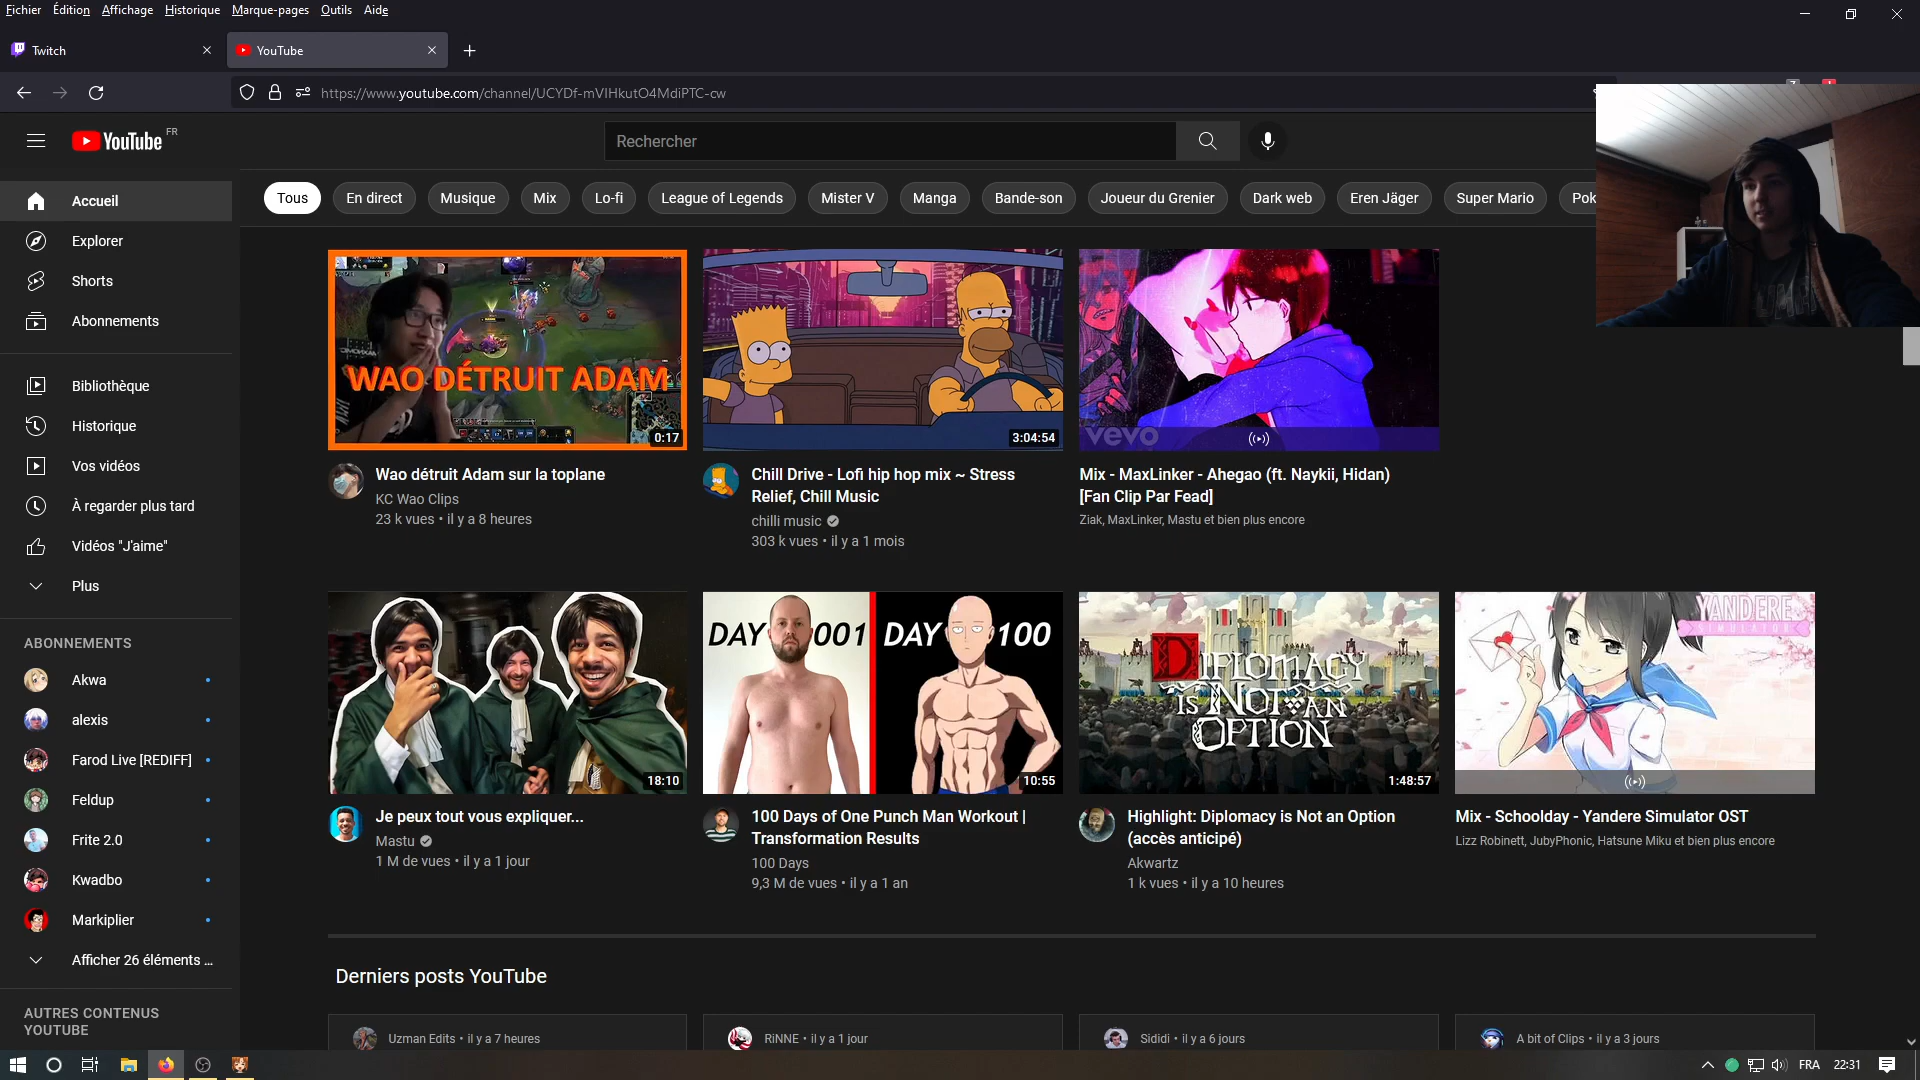 Fichier Édition Affichage Historique Marque-pages Outils Aide
Twitch
YouTube
https://www.youtube.com/channel/UCYDf-mVIHkutO4MdiPTC-cw
YouTube FR
Rechercher
Tous En direct Musique Mix Lo-fi League of Legends Mister V Manga Bande-son Joueur du Grenier Dark web Eren Jäger Super Mario Pok
Accueil
Explorer
Shorts
Abonnements
Bibliothèque
Historique
Vos vidéos
À regarder plus tard
Vidéos "J'aime"
Plus
ABONNEMENTS
Akwa
alexis
Farod Live [REDIFF]
Feldup
Frite 2.0
Kwadbo
Markiplier
Afficher 26 éléments ...
AUTRES CONTENUS
YOUTUBE
WAO DÉTRUIT ADAM
0:17
Wao détruit Adam sur la toplane
KC Wao Clips
23 k vues • il y a 8 heures
3:04:54
Chill Drive - Lofi hip hop mix ~ Stress
Relief, Chill Music
chilli music
303 k vues • il y a 1 mois
vevo
Mix - MaxLinker - Ahegao (ft. Naykii, Hidan)
[Fan Clip Par Fead]
Ziak, MaxLinker, Mastu et bien plus encore
18:10
Je peux tout vous expliquer...
Mastu
1 M de vues • il y a 1 jour
DAY 001 DAY 100
10:55
100 Days of One Punch Man Workout |
Transformation Results
100 Days
9,3 M de vues • il y a 1 an
DIPLOMACY
IS NOT AN
OPTION
1:48:57
Highlight: Diplomacy is Not an Option
(accès anticipé)
Akwartz
1 k vues • il y a 10 heures
YANDERE
SIMULATOR
Mix - Schoolday - Yandere Simulator OST
Lizz Robinett, JubyPhonic, Hatsune Miku et bien plus encore
Derniers posts YouTube
Uzman Edits • il y a 7 heures
RiNNE • il y a 1 jour
Sididi • il y a 6 jours
A bit of Clips • il y a 3 jours
FRA 22:31